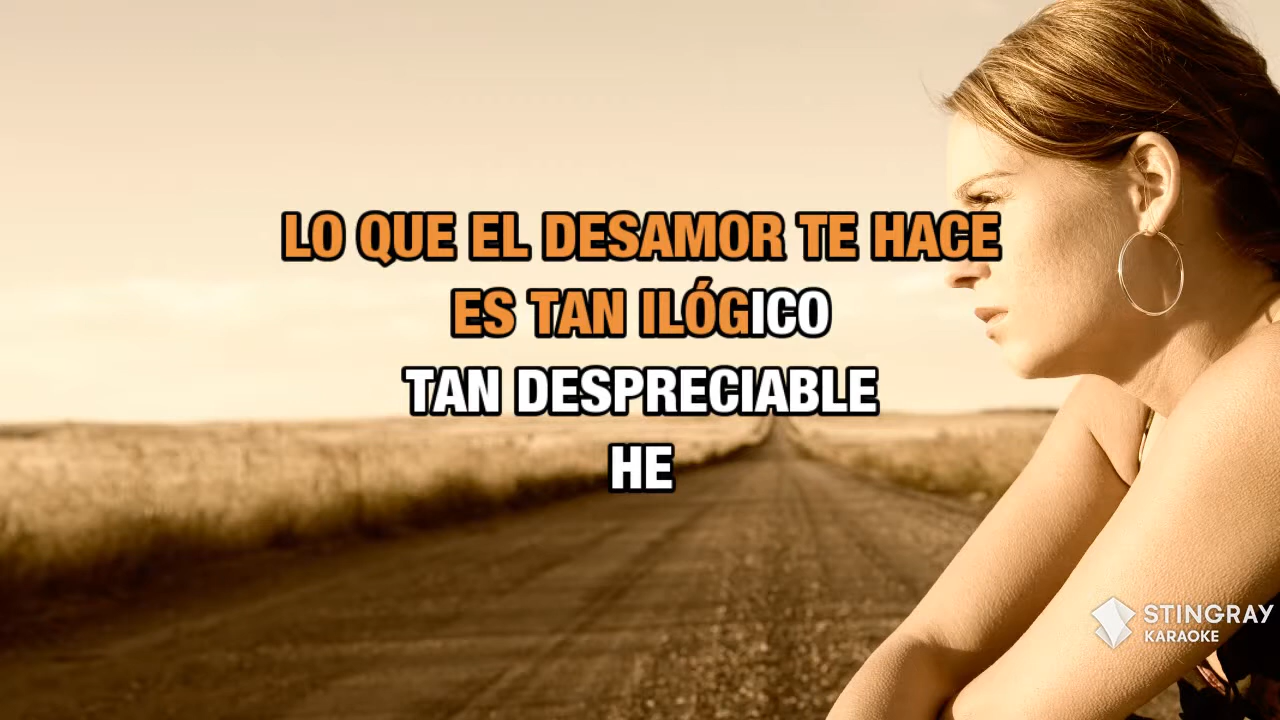 LO QUE EL DESAMOR TE HACE
ES TAN ILÓGICO
TAN DESPRECIABLE
HE
STINGRAY
KARAOKE